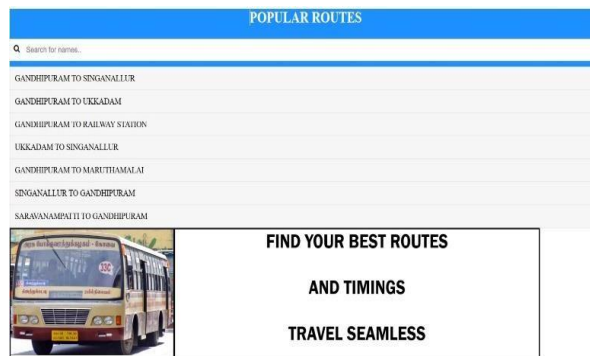 POPULAR ROUTES
Search for names..
GANDHIPURAM TO SINGANALLUR
GANDHIPURAM TO UKKADAM
GANDHIPURAM TO RAILWAY STATION
UKKADAM TO SINGANALLUR
GANDHIPURAM TO MARUTHAMALAI
SINGANALLUR TO GANDHIPURAM
SARAVANAMPATTI TO GANDHIPURAM
FIND YOUR BEST ROUTES
33C
AND TIMINGS
TRAVEL SEAMLESS